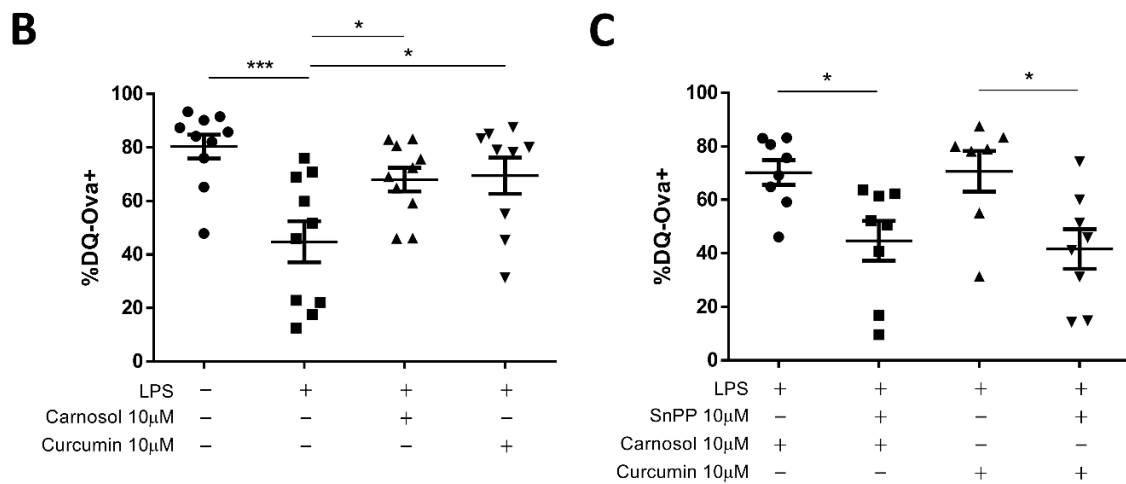 B
C
*
*
***
*
*
%DQ-Ova+
100
80
60
40
20
0
LPS − + + +
Carnosol 10μM − − + −
Curcumin 10μM − − − +
%DQ-Ova+
100
80
60
40
20
0
LPS + + + +
SnPP 10μM − + − +
Carnosol 10μM + + − −
Curcumin 10μM − − + +